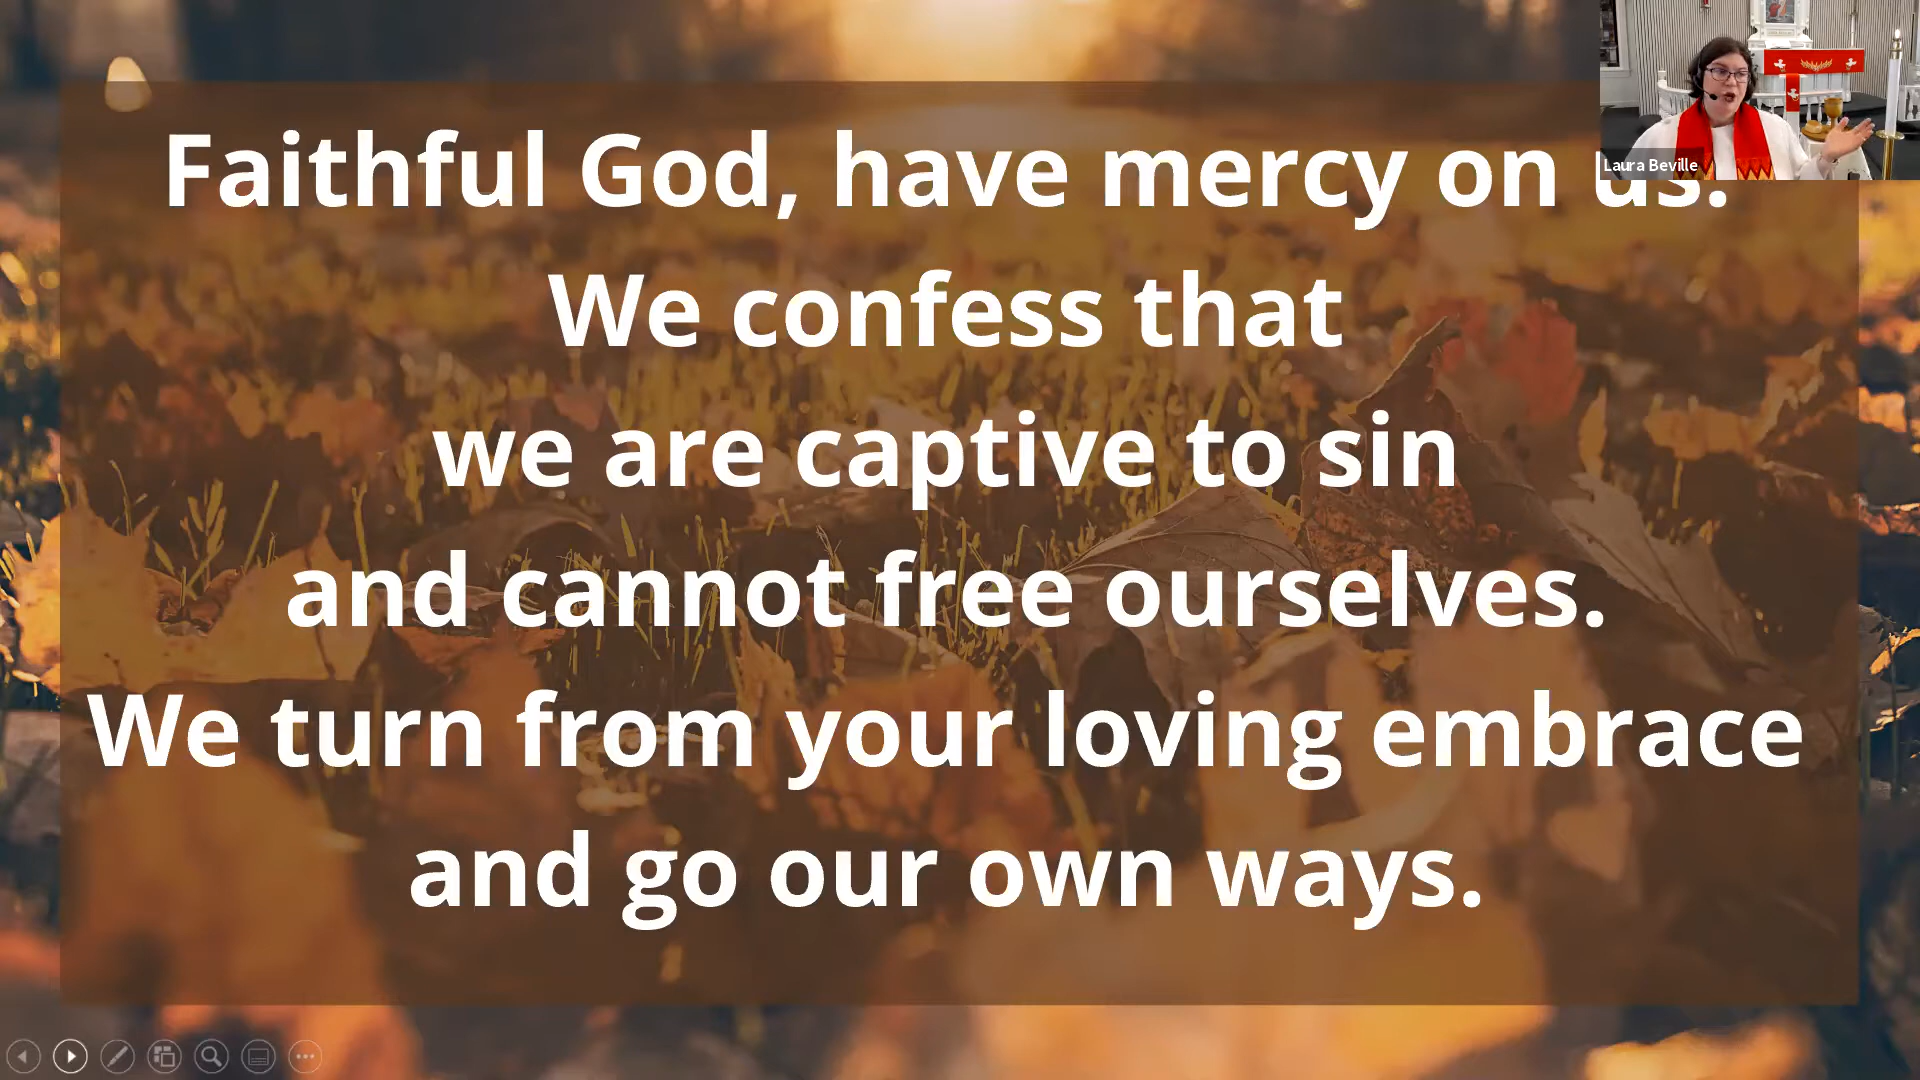 Faithful God, have mercy on us.
Laura Beville
We confess that
we are captive to sin
and cannot free ourselves.
We turn from your loving embrace
and go our own ways.